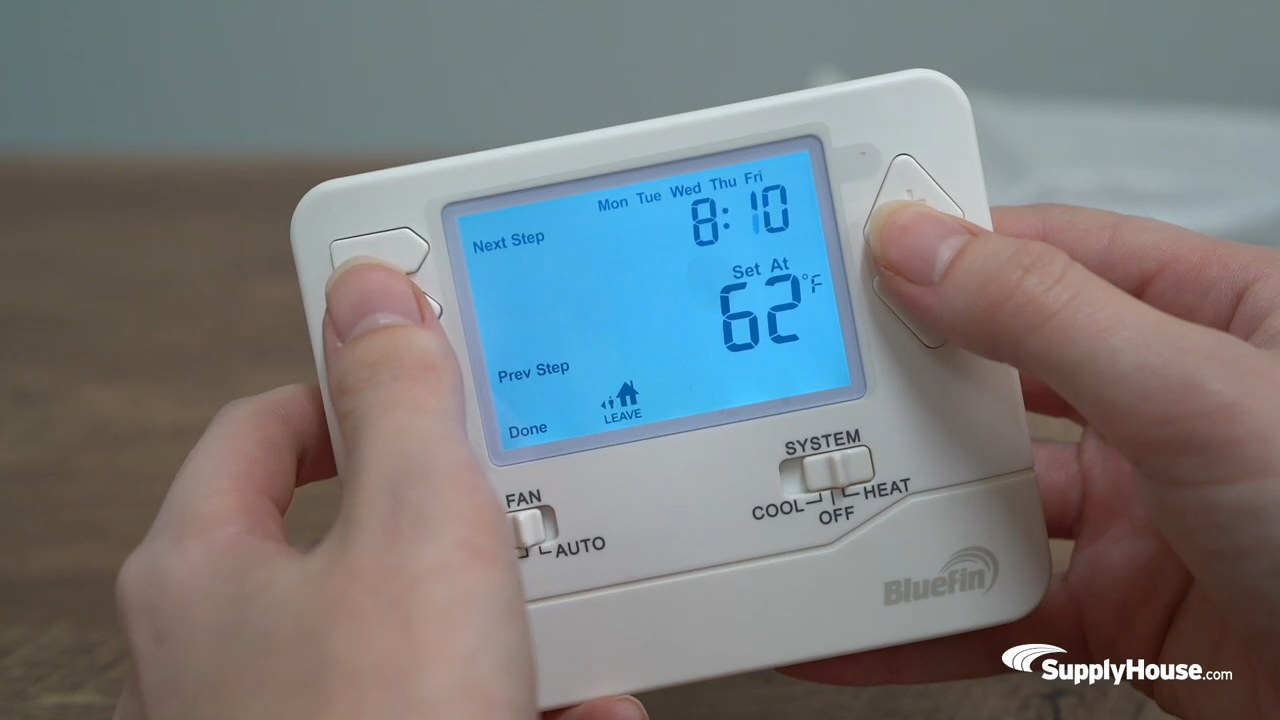 Mon Tue Wed Thu Fri
8:10
Next Step
Set At
62°F
Prev Step
LEAVE
Done
SYSTEM
COOL
OFF
HEAT
FAN
AUTO
Bluefin
SupplyHouse.com